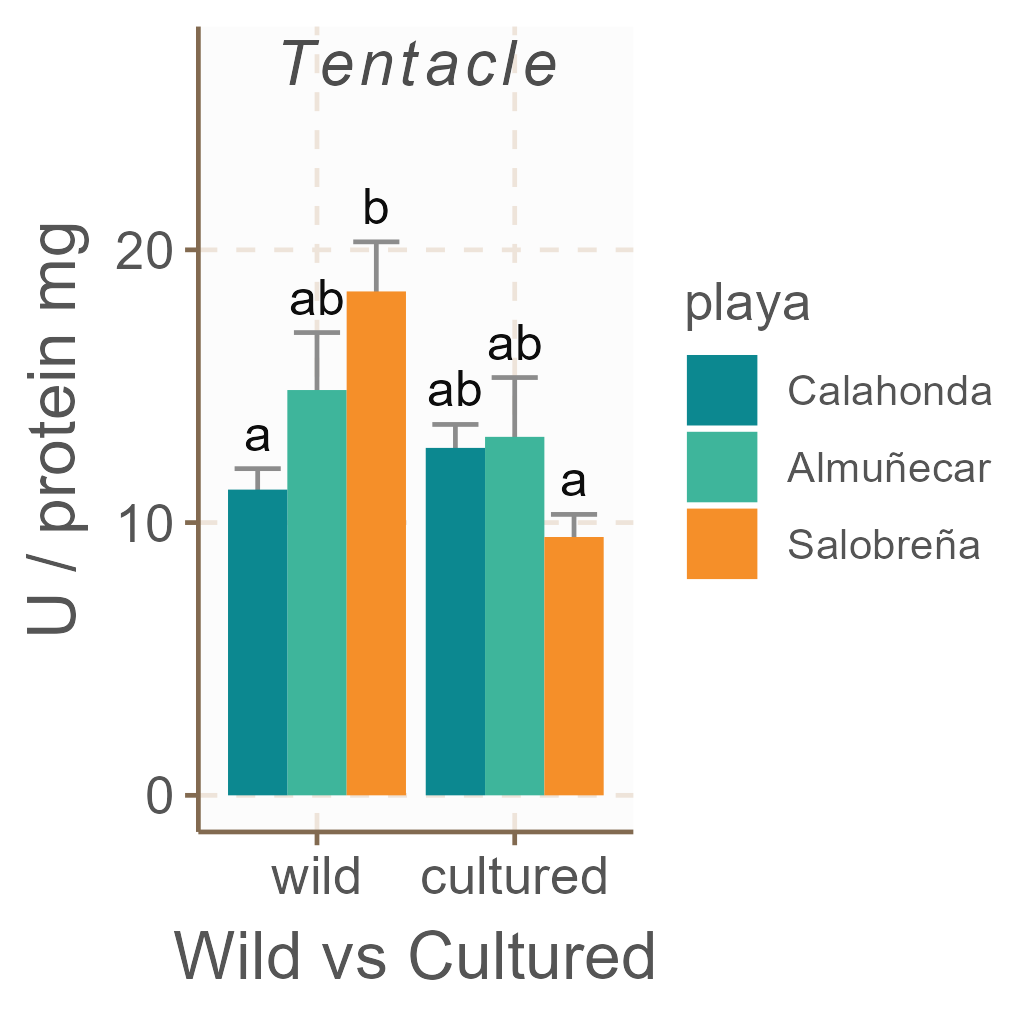 Tentacle
U / protein mg
20
10
0
b
ab
a
ab
ab
a
wild
cultured
Wild vs Cultured
playa
Calahonda
Almuñecar
Salobreña